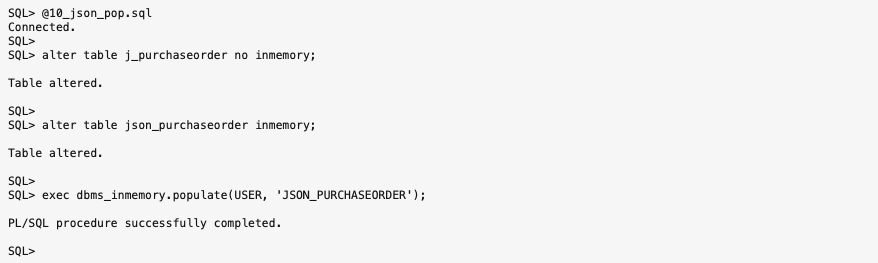 SQL> @10_json_pop.sql
Connected.
SQL>
SQL> alter table j_purchaseorder no inmemory;
Table altered.
SQL>
SQL> alter table json_purchaseorder inmemory;
Table altered.
SQL>
SQL> exec dbms_inmemory.populate(USER, 'JSON_PURCHASEORDER');
PL/SQL procedure successfully completed.
SQL>